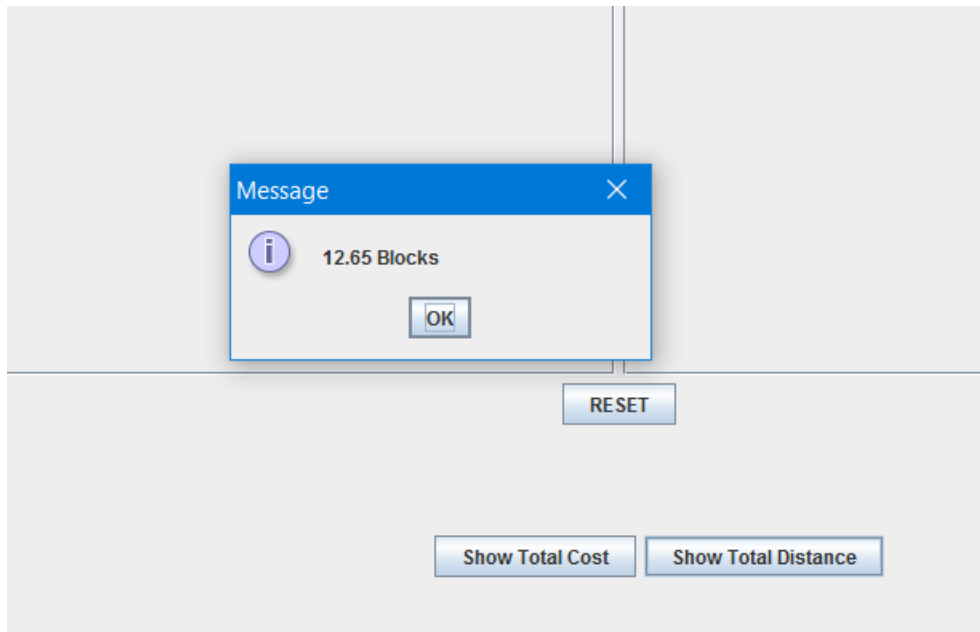 Message
12.65 Blocks
OK
RESET
Show Total Cost
Show Total Distance